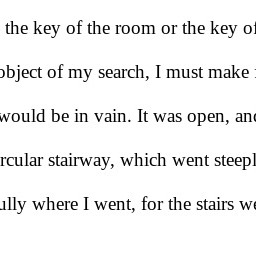 the key of the room or the key of
object of my search, I must make
would be in vain. It was open, and
rcular stairway, which went steepl
ully where I went, for the stairs we